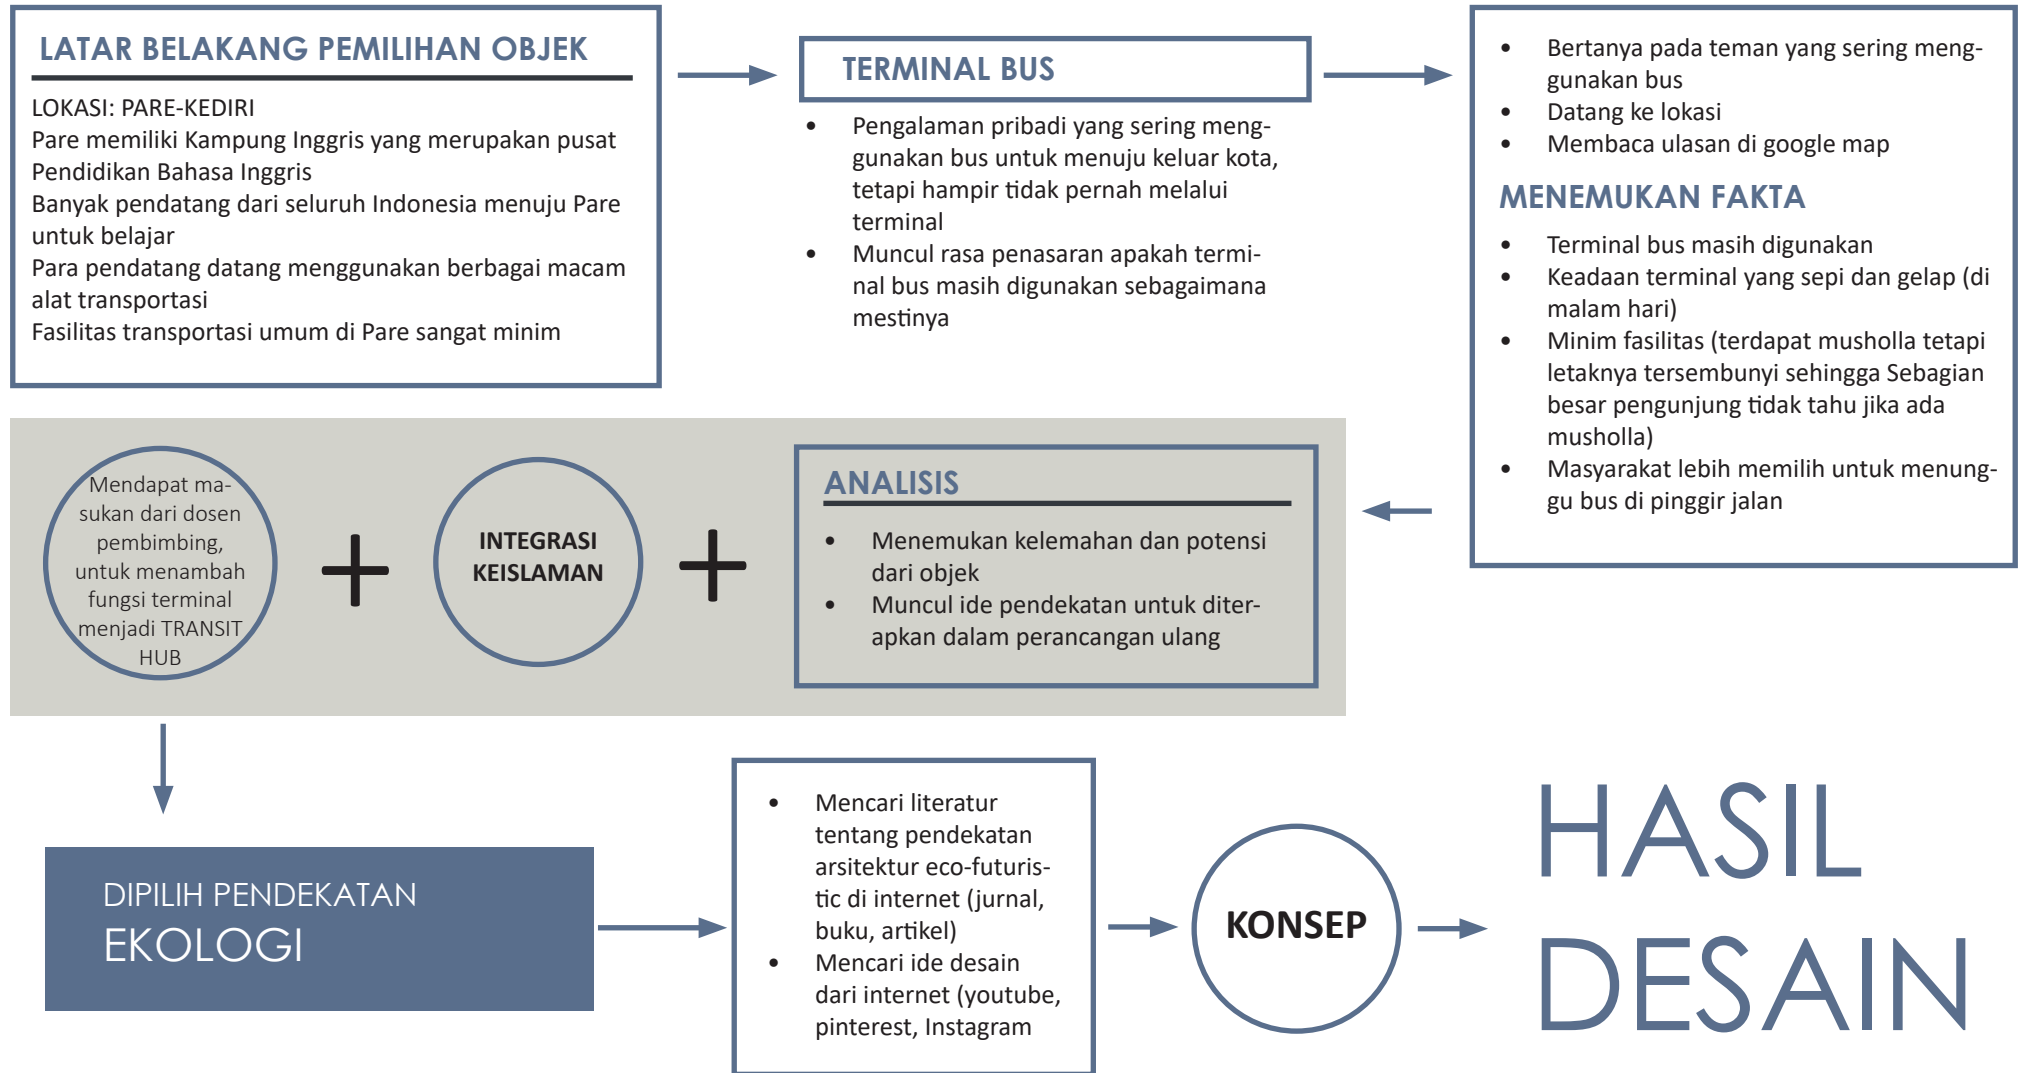 LATAR BELAKANG PEMILIHAN OBJEK
LOKASI: PARE-KEDIRI
Pare memiliki Kampung Inggris yang merupakan pusat
Pendidikan Bahasa Inggris
Banyak pendatang dari seluruh Indonesia menuju Pare
untuk belajar
Para pendatang datang menggunakan berbagai macam
alat transportasi
Fasilitas transportasi umum di Pare sangat minim
TERMINAL BUS
• Pengalaman pribadi yang sering meng-
gunakan bus untuk menuju keluar kota,
tetapi hampir tidak pernah melalui
terminal
• Muncul rasa penasaran apakah termi-
nal bus masih digunakan sebagaimana
mestinya
• Bertanya pada teman yang sering meng-
gunakan bus
• Datang ke lokasi
• Membaca ulasan di google map
MENEMUKAN FAKTA
• Terminal bus masih digunakan
• Keadaan terminal yang sepi dan gelap (di
malam hari)
• Minim fasilitas (terdapat musholla tetapi
letaknya tersembunyi sehingga Sebagian
besar pengunjung tidak tahu jika ada
musholla)
• Masyarakat lebih memilih untuk menung-
gu bus di pinggir jalan
ANALISIS
• Menemukan kelemahan dan potensi
dari objek
• Muncul ide pendekatan untuk diter-
apkan dalam perancangan ulang
+
INTEGRASI
KEISLAMAN
+
Mendapat ma-
sukan dari dosen
pembimbing,
untuk menambah
fungsi terminal
menjadi TRANSIT
HUB
DIPILIH PENDEKATAN
EKOLOGI
• Mencari literatur
tentang pendekatan
arsitektur eco-futuris-
tic di internet (jurnal,
buku, artikel)
• Mencari ide desain
dari internet (youtube,
pinterest, Instagram
KONSEP
HASIL
DESAIN